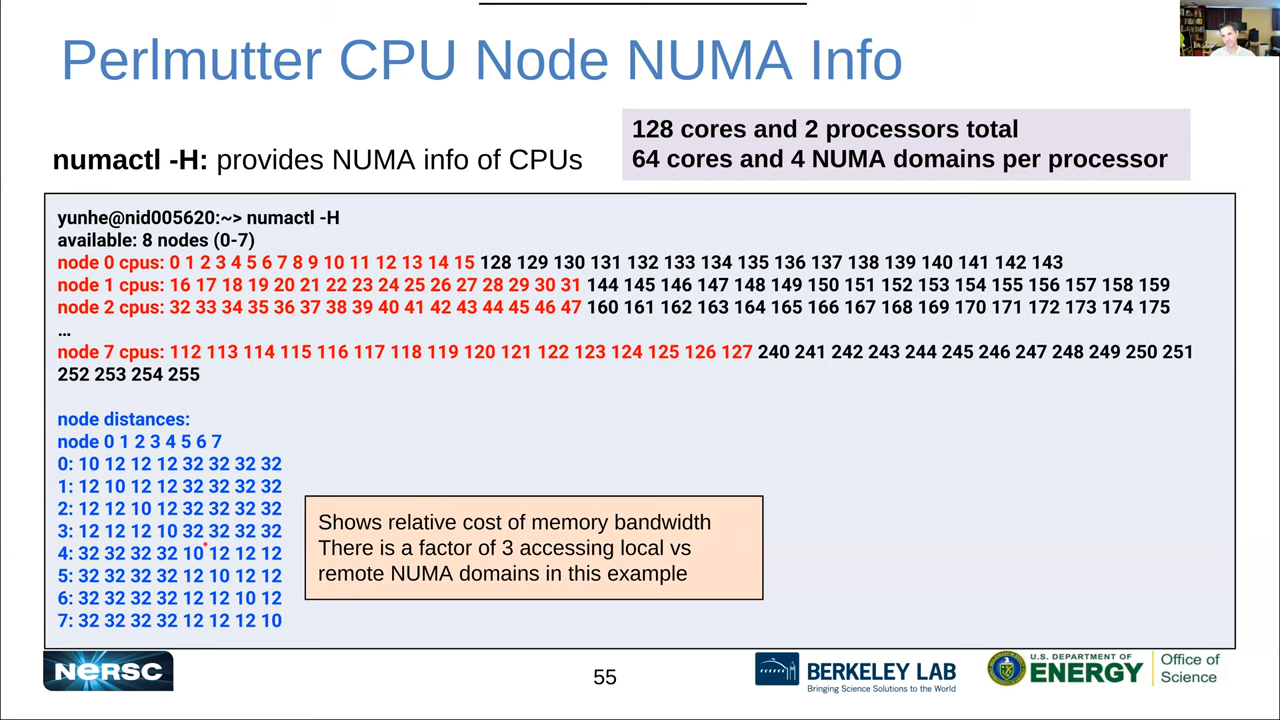 Perlmutter CPU Node NUMA Info
128 cores and 2 processors total
64 cores and 4 NUMA domains per processor
numactl -H: provides NUMA info of CPUs
yunhe@nid005620:~> numactl -H
available: 8 nodes (0-7)
node 0 cpus: 0 1 2 3 4 5 6 7 8 9 10 11 12 13 14 15 128 129 130 131 132 133 134 135 136 137 138 139 140 141 142 143
node 1 cpus: 16 17 18 19 20 21 22 23 24 25 26 27 28 29 30 31 144 145 146 147 148 149 150 151 152 153 154 155 156 157 158 159
node 2 cpus: 32 33 34 35 36 37 38 39 40 41 42 43 44 45 46 47 160 161 162 163 164 165 166 167 168 169 170 171 172 173 174 175
…
node 7 cpus: 112 113 114 115 116 117 118 119 120 121 122 123 124 125 126 127 240 241 242 243 244 245 246 247 248 249 250 251
252 253 254 255
node distances:
node 0 1 2 3 4 5 6 7
0: 10 12 12 12 32 32 32 32
1: 12 10 12 12 32 32 32 32
2: 12 12 10 12 32 32 32 32
3: 12 12 12 10 32 32 32 32
4: 32 32 32 32 10 12 12 12
5: 32 32 32 32 12 10 12 12
6: 32 32 32 32 12 12 10 12
7: 32 32 32 32 12 12 12 10
Shows relative cost of memory bandwidth
There is a factor of 3 accessing local vs
remote NUMA domains in this example
NERSC
55
BERKELEY LAB
Bringing Science Solutions to the World
U.S. DEPARTMENT OF
ENERGY
Office of
Science